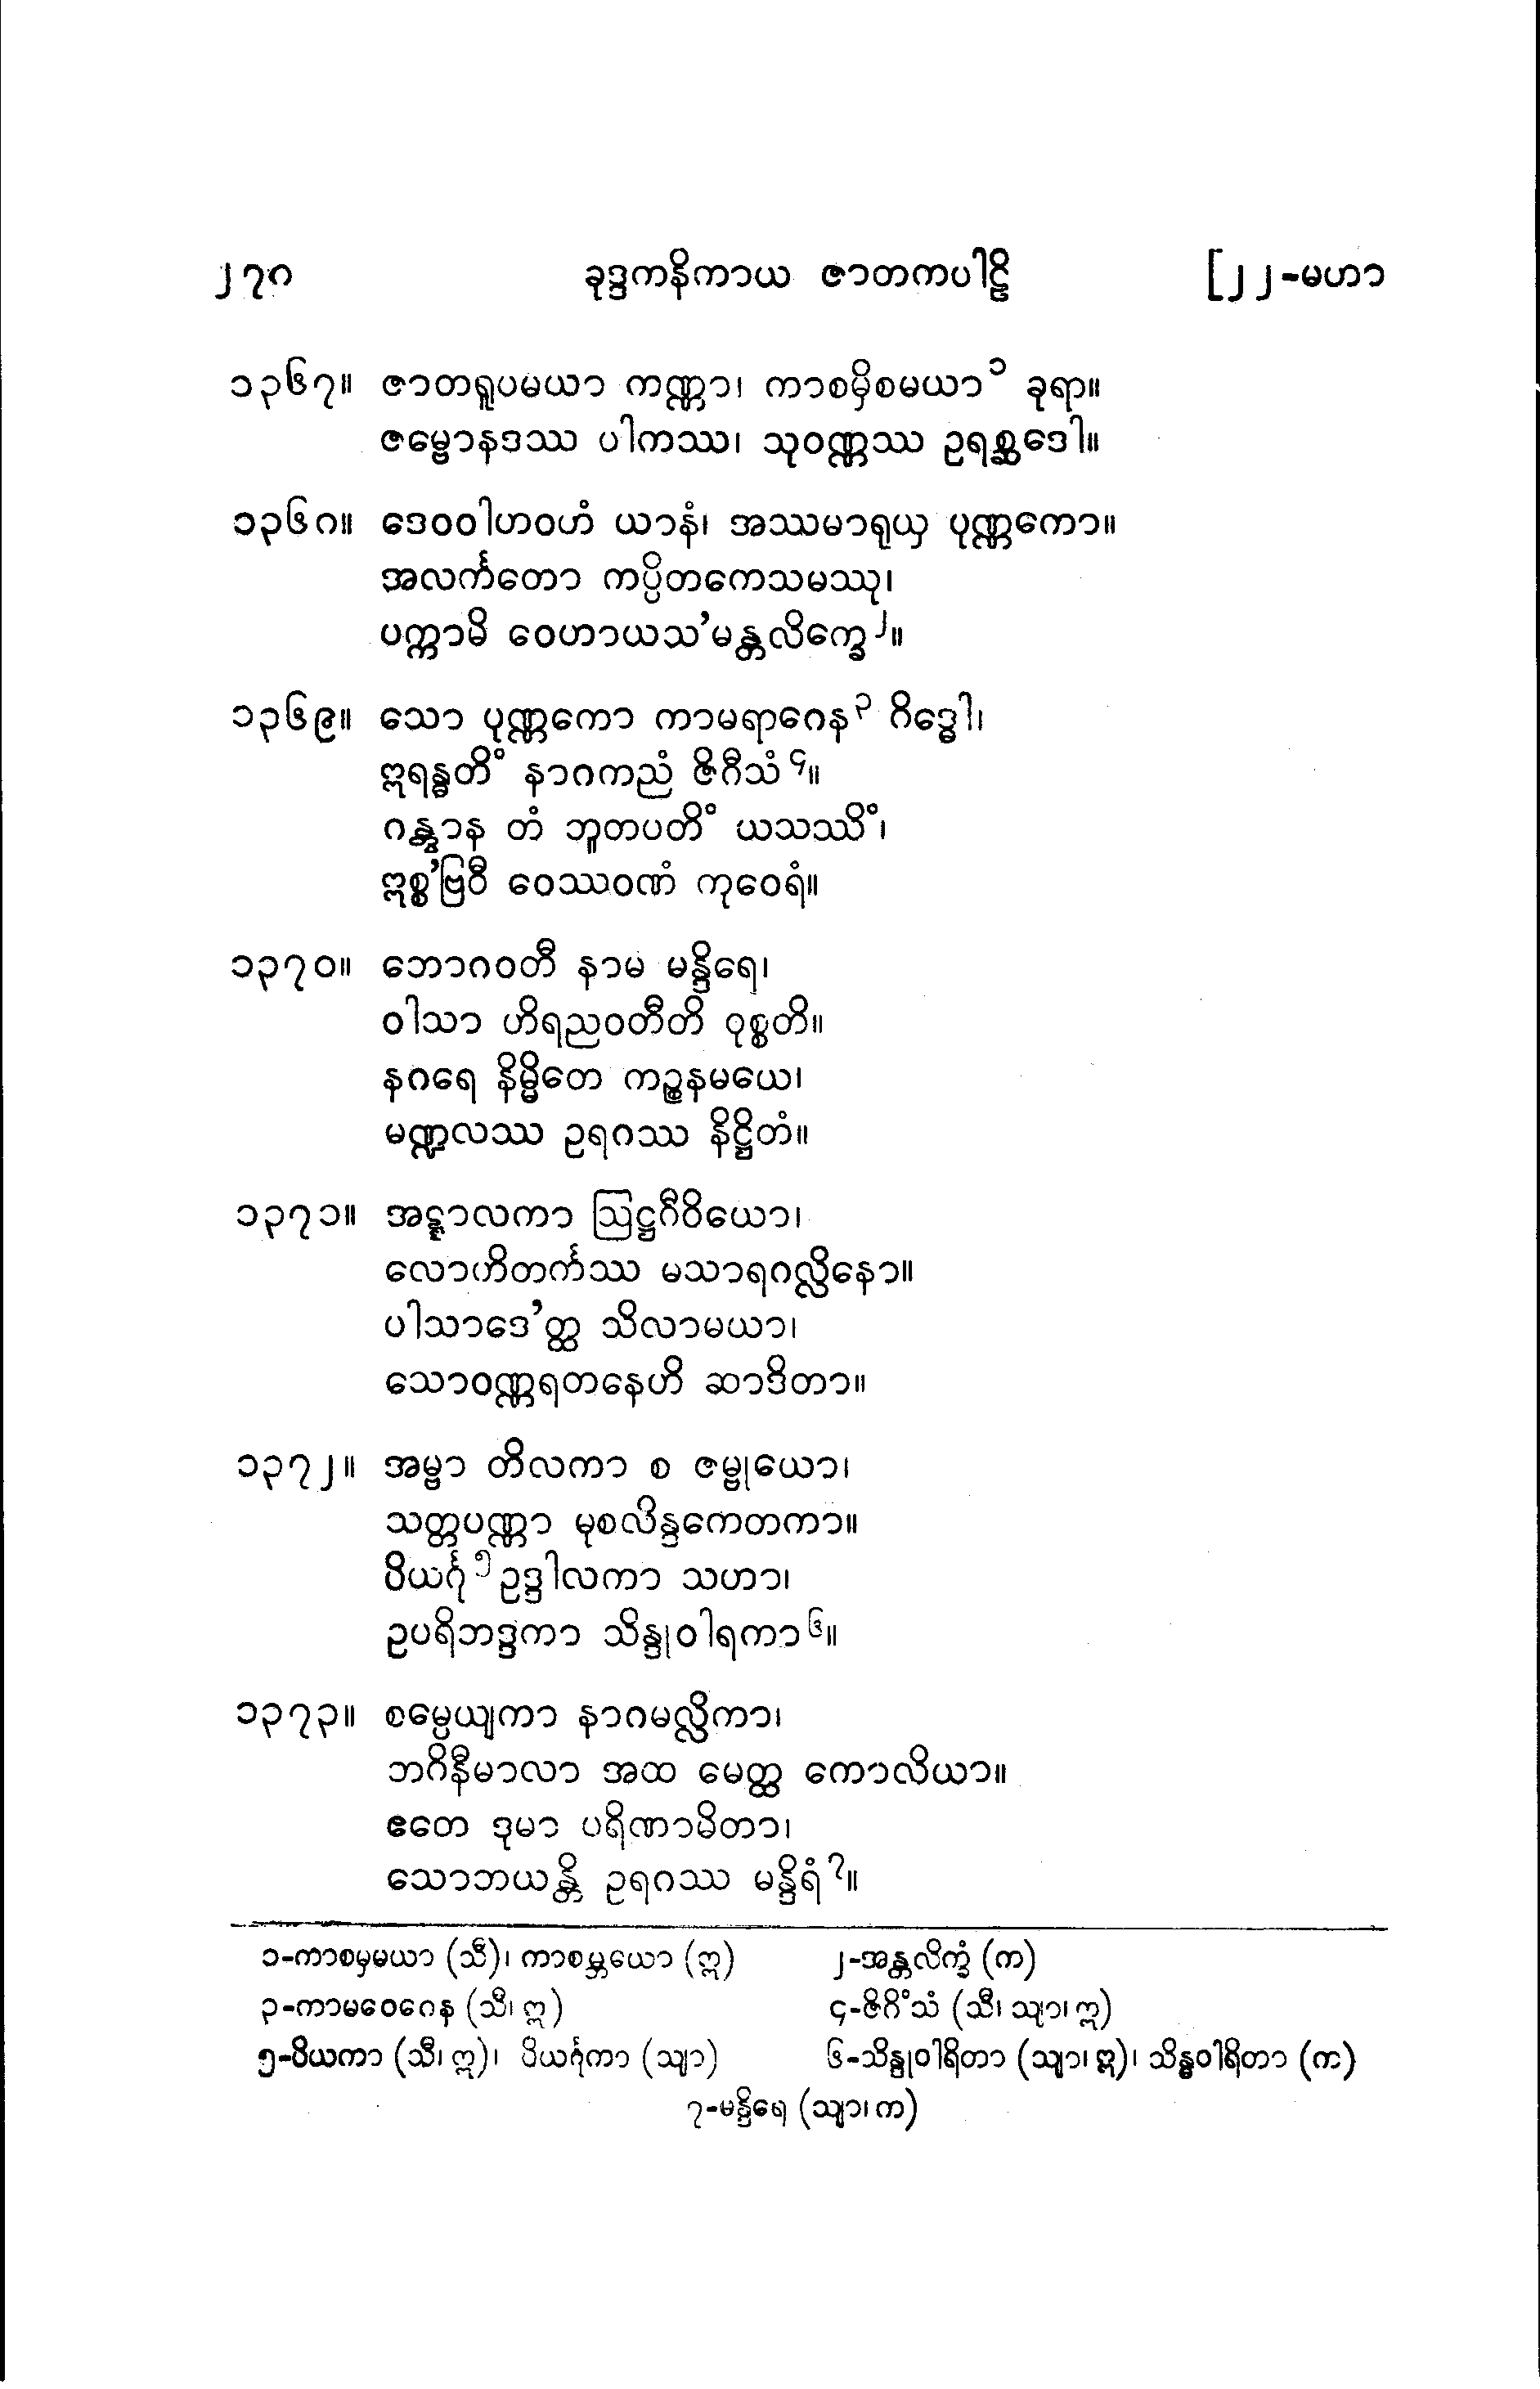 ၂၇၈ ခုဒ္ဒကနိကာယ ဇာတကပါဠိ [၂၂-မဟာ
၁၃၆၇။ ဇာတရူပမယာ ကဏ္ဏာ၊ ကာစမှိစမယာ၁ ခုရာ။
ဇမ္ဗောနဒဿ ပါကဿ၊ သုဝဏ္ဏဿ ဥရစ္ဆဒေါ။
၁၃၆၈။ ဒေဝဝါဟဝဟံ ယာနံ၊ အဿမာရုယှ ပုဏ္ဏကော။
အလင်္ကတော ကပ္ပိတကေသမဿု၊
ပက္ကာမိ ဝေဟာယသ'မန္တလိက္ခေ၂။
၁၃၆၉။ သော ပုဏ္ဏကော ကာမရာဂေန၃ ဂိဒ္ဓေါ၊
ဣရန္ဓတိံ နာဂကညံ ဇိဂီသံ၄။
ဂန္တွာန တံ ဘူတပတိံ ယသဿိံ၊
ဣစ္စ'ဗြဝီ ဝေဿဝဏံ ကုဝေရံ။
၁၃၇၀။ ဘောဂဝတီ နာမ မန္ဒိရေ၊
ဝါသာ ဟိရညဝတီတိ ဝုစ္စတိ။
နဂရေ နိမ္မိတေ ကဉ္စနမယေ၊
မဏ္ဍလဿ ဥရဂဿ နိဋ္ဌိတံ။
၁၃၇၁။ အဋ္ဋာလကာ ဩဋ္ဌဂီဝိယော၊
လောဟိတင်္ကဿ မသာရဂလ္လိနော။
ပါသာဒေ'တ္ထ သိလာမယာ၊
သောဝဏ္ဏရတနေဟိ ဆာဒိတာ။
၁၃၇၂။ အမ္ဗာ တိလကာ စ ဇမ္ဗုယော၊
သတ္တပဏ္ဏာ မုစလိန္ဒကေတကာ။
ပိယင်္ဂု၅ ဥဒ္ဒါလကာ သဟာ၊
ဥပရိဘဒ္ဒကာ သိန္ဒုဝါရကာ၆။
၁၃၇၃။ စမ္ပေယျကာ နာဂမလ္လိကာ၊
ဘဂိနီမာလာ အထ မေတ္ထ ကောလိယာ။
ဧတေ ဒုမာ ပရိဏာမိတာ၊
သောဘယန္တိ ဥရဂဿ မန္ဒိရံ၇။
၁-ကာစမှမယာ (သီ)၊ ကာစမ္ဘယော (ဣ) ၂-အန္တလိက္ခံ (က)
၃-ကာမဝေဂေန (သီ၊ ဣ) ၄-ဇိဂိံသံ (သီ၊ သျာ၊ ဣ)
၅-ပိယကာ (သီ၊ ဣ)၊ ပိယင်္ဂုကာ (သျာ) ၆-သိန္ဒုဝါရိတာ (သျာ၊ ဣ)၊ သိန္ဓဝါရိတာ (က)
၇-မန္ဒိရေ (သျာ၊ က)